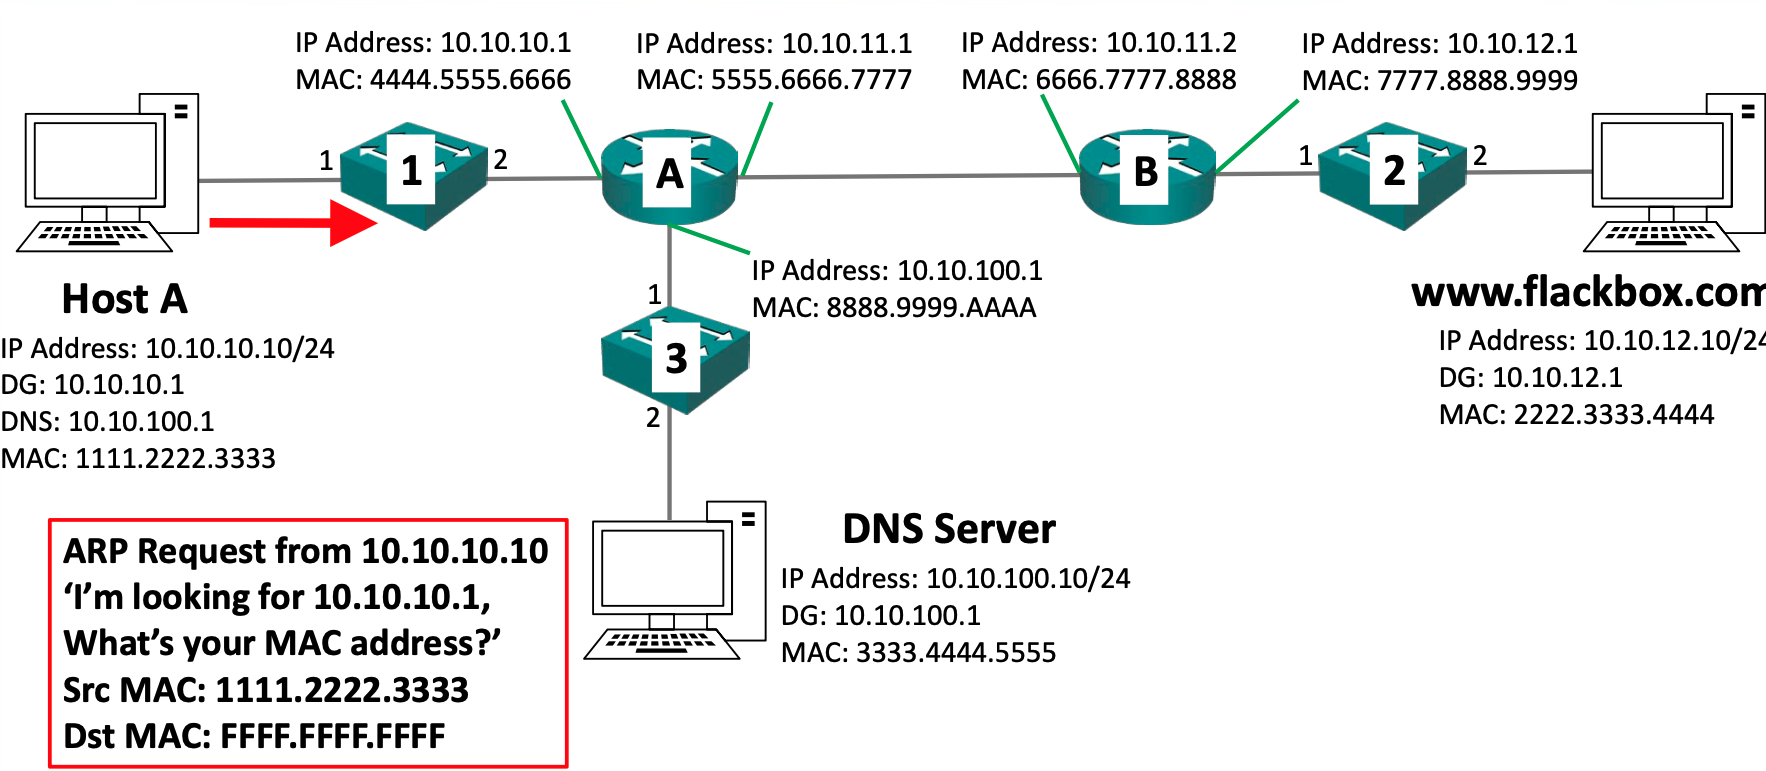 IP Address: 10.10.10.1
MAC: 4444.5555.6666
IP Address: 10.10.11.1
MAC: 5555.6666.7777
IP Address: 10.10.11.2
MAC: 6666.7777.8888
IP Address: 10.10.12.1
MAC: 7777.8888.9999
1
1
2
A
B
1
2
2
IP Address: 10.10.100.1
MAC: 8888.9999.AAAA
1
3
2
Host A
IP Address: 10.10.10.10/24
DG: 10.10.10.1
DNS: 10.10.100.1
MAC: 1111.2222.3333
www.flackbox.com
IP Address: 10.10.12.10/24
DG: 10.10.12.1
MAC: 2222.3333.4444
ARP Request from 10.10.10.10
‘I’m looking for 10.10.10.1,
What’s your MAC address?’
Src MAC: 1111.2222.3333
Dst MAC: FFFF.FFFF.FFFF
DNS Server
IP Address: 10.10.100.10/24
DG: 10.10.100.1
MAC: 3333.4444.5555